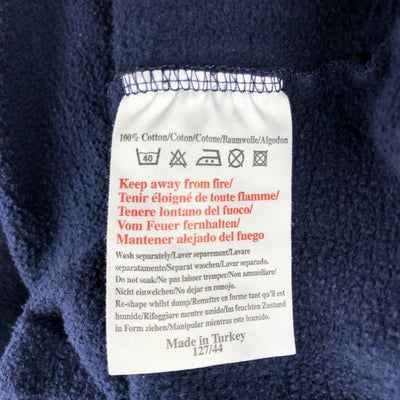 100% Cotton/Coton/Cotone/Baumwolle/Algodon
40
Keep away from fire/
Tenir éloigné de toute flamme/
Tenere lontano del fuoco/
Vom Feuer fernhalten/
Mantener alejado del fuego
Wash separately/Laver separement/Lavare
separatamento/Separat waschen/Lavar separado.
Do not soak/Ne pas laisser tremper/Non ammollare/
Nicht einweichen/No dejar en remojo.
Re-shape whilst damp/Remettre en forme tant qu'il est
humide/Rifoggiare mentre umido/Im feuchten Zustand
in Form ziehen/Manipular mientras este humido.
Made in Turkey
127/44